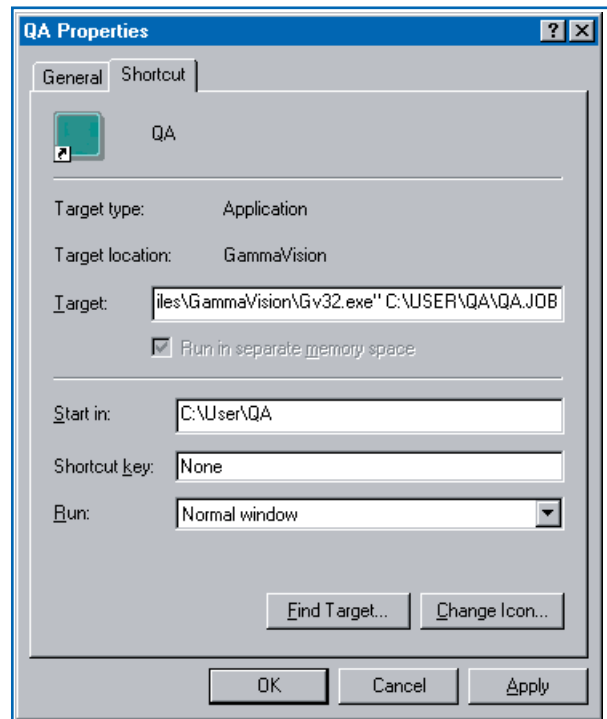 QA Properties
General Shortcut
QA
Target type: Application
Target location: GammaVision
Target: iles\GammaVision\Gv32.exe" C:\USER\QA\QA.JOB
Run in separate memory space
Start in: C:\User\QA
Shortcut key: None
Run: Normal window
Find Target... Change Icon...
OK Cancel Apply